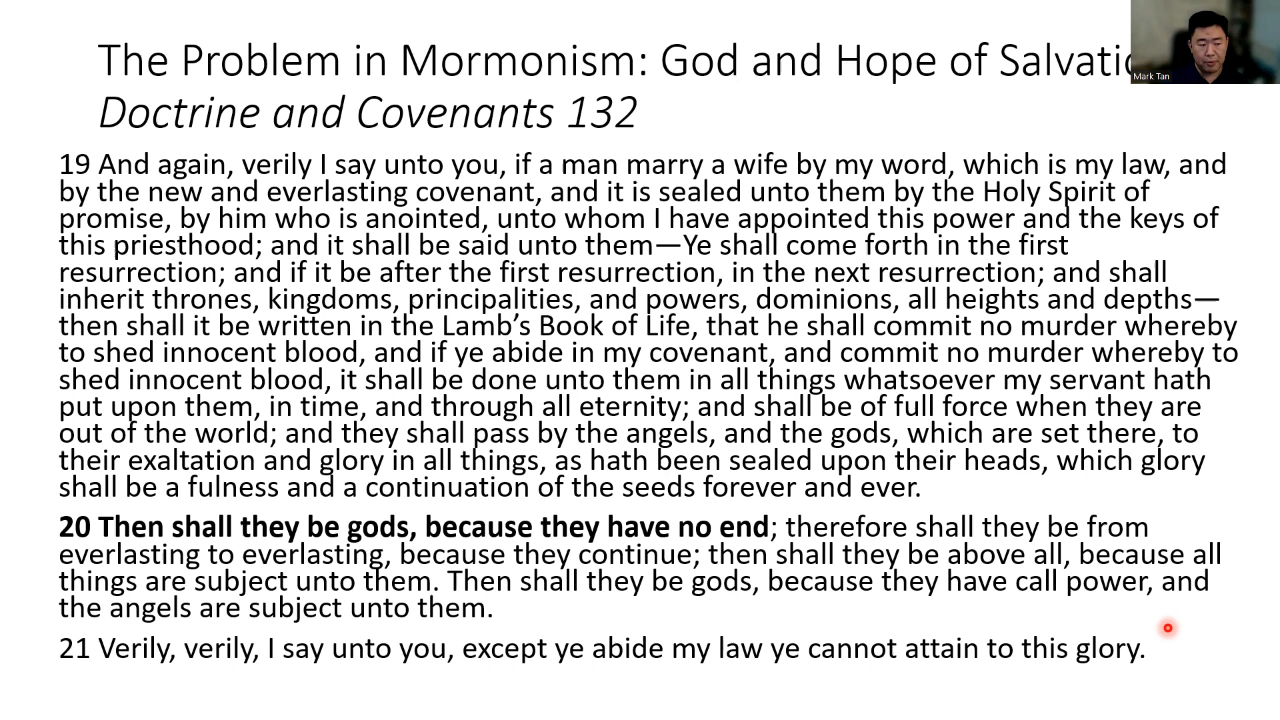 The Problem in Mormonism: God and Hope of Salvatio
Doctrine and Covenants 132
Mark Tan
19 And again, verily I say unto you, if a man marry a wife by my word, which is my law, and
by the new and everlasting covenant, and it is sealed unto them by the Holy Spirit of
promise, by him who is anointed, unto whom I have appointed this power and the keys of
this priesthood; and it shall be said unto them—Ye shall come forth in the first
resurrection; and if it be after the first resurrection, in the next resurrection; and shall
inherit thrones, kingdoms, principalities, and powers, dominions, all heights and depths—
then shall it be written in the Lamb’s Book of Life, that he shall commit no murder whereby
to shed innocent blood, and if ye abide in my covenant, and commit no murder whereby to
shed innocent blood, it shall be done unto them in all things whatsoever my servant hath
put upon them, in time, and through all eternity; and shall be of full force when they are
out of the world; and they shall pass by the angels, and the gods, which are set there, to
their exaltation and glory in all things, as hath been sealed upon their heads, which glory
shall be a fulness and a continuation of the seeds forever and ever.
20 Then shall they be gods, because they have no end; therefore shall they be from
everlasting to everlasting, because they continue; then shall they be above all, because all
things are subject unto them. Then shall they be gods, because they have call power, and
the angels are subject unto them.
21 Verily, verily, I say unto you, except ye abide my law ye cannot attain to this glory.